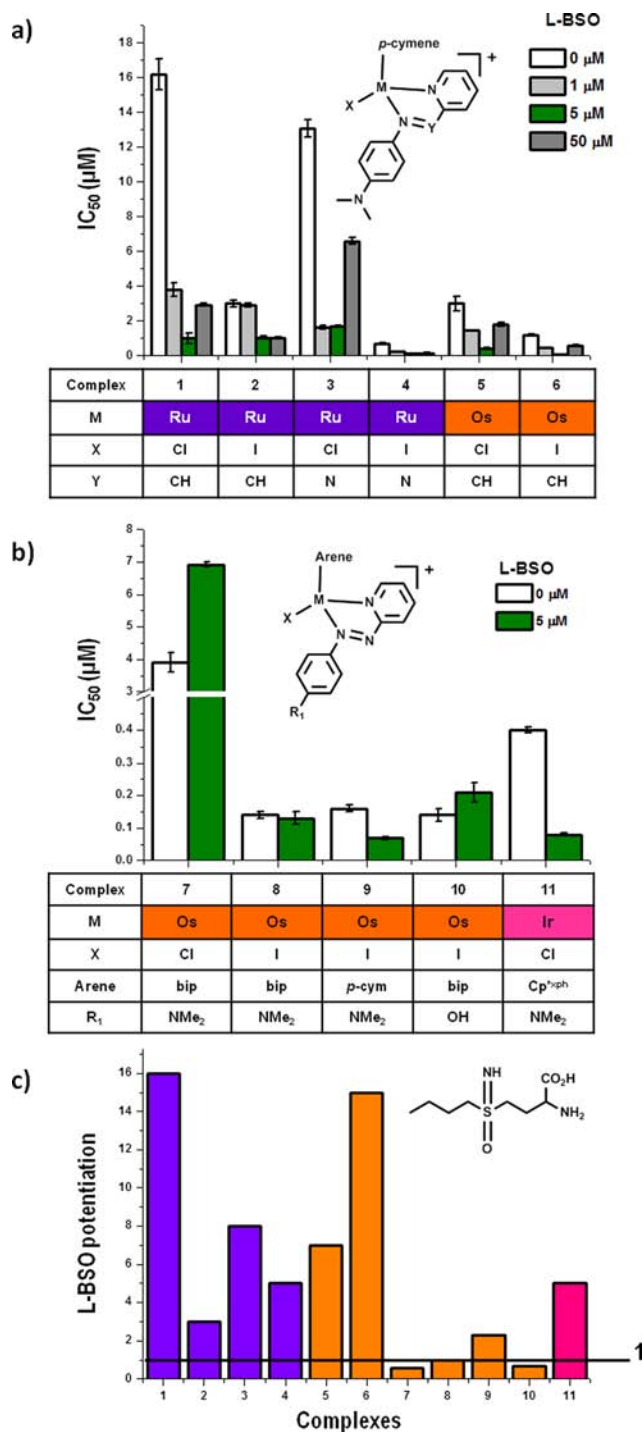 a)
L-BSO
0 µM
1 µM
5 µM
50 µM
p-cymene
+
M
X
N
N
Y
N
IC50 (µM)
18
16
14
12
10
8
6
4
2
0
Complex 1 2 3 4 5 6
M Ru Ru Ru Ru Os Os
X Cl I Cl I Cl I
Y CH CH N N CH CH
b)
L-BSO
0 µM
5 µM
Arene
+
M
X
N
N
N
R1
IC50 (µM)
8
7
6
5
4
3
0.4
0.3
0.2
0.1
0.0
Complex 7 8 9 10 11
M Os Os Os Os Ir
X Cl I I I Cl
Arene bip bip p-cym bip Cp*xph
R1 NMe2 NMe2 NMe2 OH NMe2
c)
NH
CO2H
S
NH2
O
L-BSO potentiation
16
14
12
10
8
6
4
2
0
1
1 2 3 4 5 6 7 8 9 10 11
Complexes